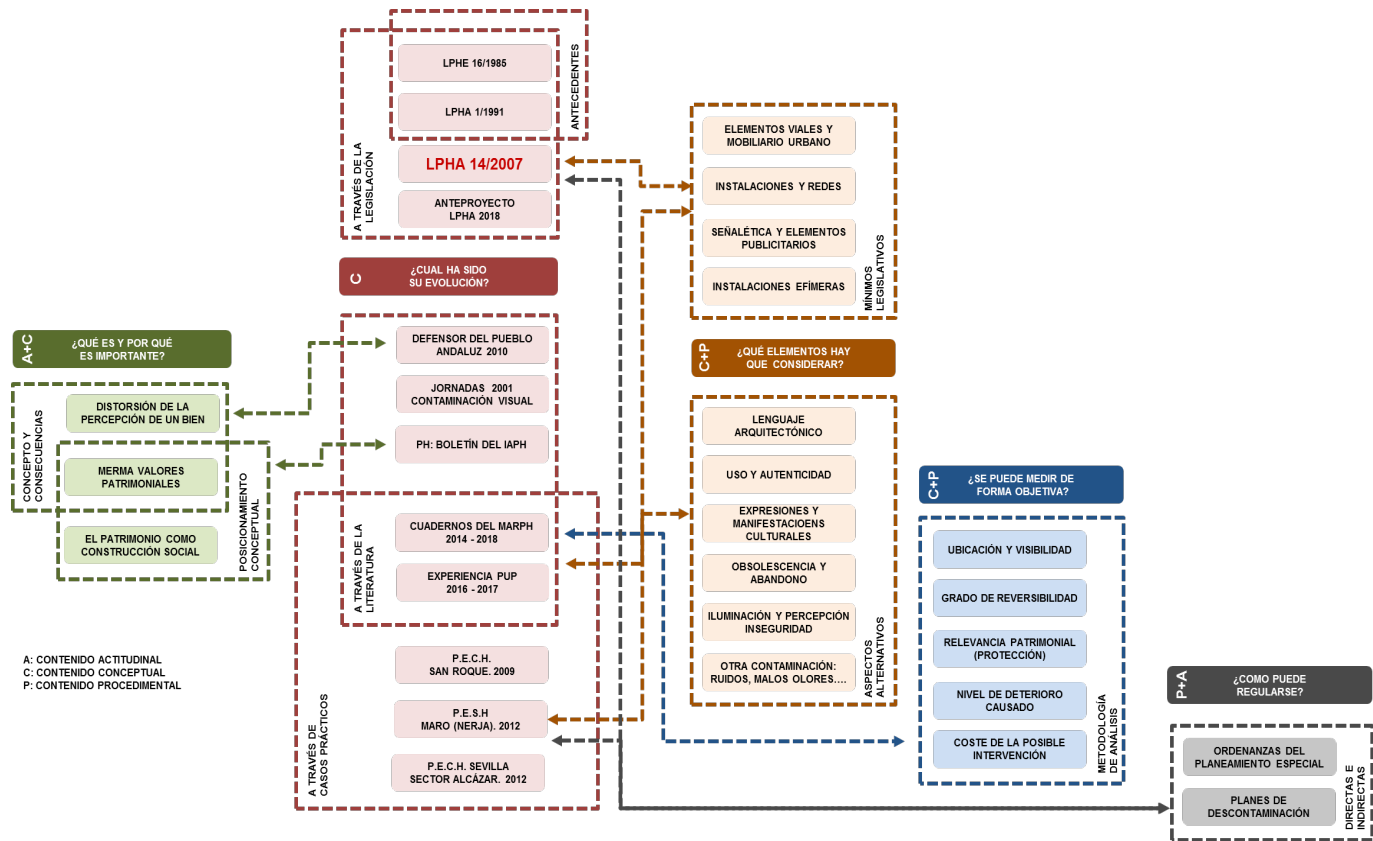 LPHE 16/1985
LPHA 1/1991
ANTECEDENTES
LPHA 14/2007
ANTEPROYECTO
LPHA 2018
A TRAVÉS DE LA
LEGISLACIÓN
C
¿CUAL HA SIDO
SU EVOLUCIÓN?
DEFENSOR DEL PUEBLO
ANDALUZ 2010
JORNADAS 2001
CONTAMINACIÓN VISUAL
PH: BOLETÍN DEL IAPH
CUADERNOS DEL MARPH
2014 - 2018
EXPERIENCIA PUP
2016 - 2017
A TRAVÉS DE LA
LITERATURA
P.E.C.H.
SAN ROQUE. 2009
P.E.S.H
MARO (NERJA). 2012
P.E.C.H. SEVILLA
SECTOR ALCÁZAR. 2012
A TRAVÉS DE
CASOS PRÁCTICOS
A+C
¿QUÉ ES Y POR QUÉ
ES IMPORTANTE?
DISTORSIÓN DE LA
PERCEPCIÓN DE UN BIEN
MERMA VALORES
PATRIMONIALES
EL PATRIMONIO COMO
CONSTRUCCIÓN SOCIAL
CONCEPTO Y
CONSECUENCIAS
POSICIONAMIENTO
CONCEPTUAL
A: CONTENIDO ACTITUDINAL
C: CONTENIDO CONCEPTUAL
P: CONTENIDO PROCEDIMENTAL
ELEMENTOS VIALES Y
MOBILIARIO URBANO
INSTALACIONES Y REDES
SEÑALÉTICA Y ELEMENTOS
PUBLICITARIOS
INSTALACIONES EFÍMERAS
MÍNIMOS
LEGISLATIVOS
C+P
¿QUÉ ELEMENTOS HAY
QUE CONSIDERAR?
LENGUAJE
ARQUITECTÓNICO
USO Y AUTENTICIDAD
EXPRESIONES Y
MANIFESTACIOENS
CULTURALES
OBSOLESCENCIA Y
ABANDONO
ILUMINACIÓN Y PERCEPCIÓN
INSEGURIDAD
OTRA CONTAMINACIÓN:
RUIDOS, MALOS OLORES....
ASPECTOS
ALTERNATIVOS
C+P
¿SE PUEDE MEDIR DE
FORMA OBJETIVA?
UBICACIÓN Y VISIBILIDAD
GRADO DE REVERSIBILIDAD
RELEVANCIA PATRIMONIAL
(PROTECCIÓN)
NIVEL DE DETERIORO
CAUSADO
COSTE DE LA POSIBLE
INTERVENCIÓN
METODOLOGÍA
DE ANÁLISIS
P+A
¿COMO PUEDE
REGULARSE?
ORDENANZAS DEL
PLANEAMIENTO ESPECIAL
PLANES DE
DESCONTAMINACIÓN
DIRECTAS E
INDIRECTAS